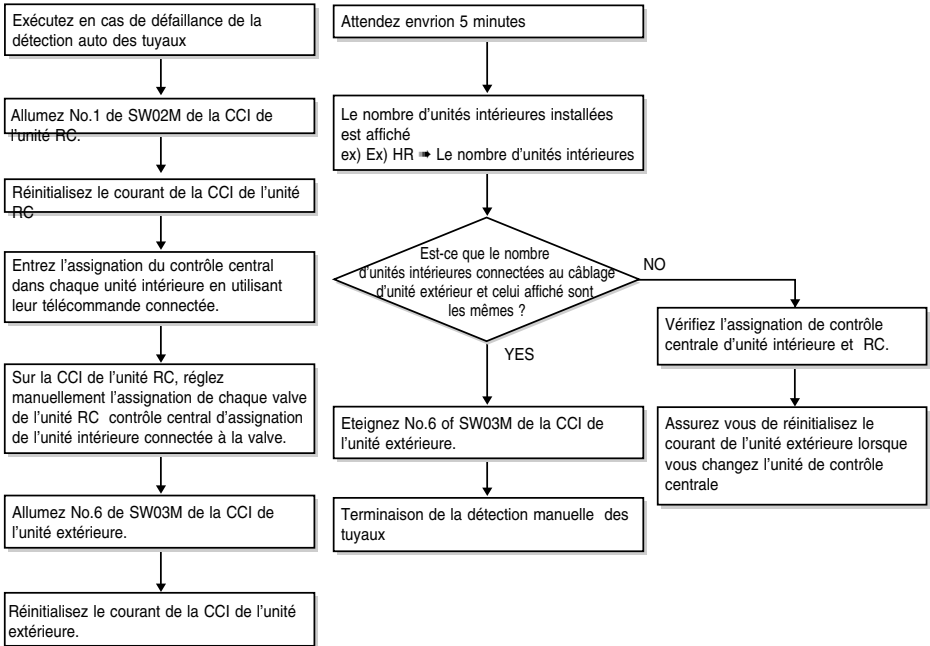 Exécutez en cas de défaillance de la
détection auto des tuyaux
Allumez No.1 de SW02M de la CCI de
l'unité RC.
Réinitialisez le courant de la CCI de l'unité
RC
Entrez l'assignation du contrôle central
dans chaque unité intérieure en utilisant
leur télécommande connectée.
Sur la CCI de l'unité RC, réglez
manuellement l'assignation de chaque valve
de l'unité RC contrôle central d'assignation
de l'unité intérieure connectée à la valve.
Allumez No.6 de SW03M de la CCI de
l'unité extérieure.
Réinitialisez le courant de la CCI de l'unité
extérieure.
Attendez envrion 5 minutes
Le nombre d'unités intérieures installées
est affiché
ex) Ex) HR ➠ Le nombre d'unités intérieures
Est-ce que le nombre
d'unités intérieures connectées au câblage
d'unité extérieur et celui affiché sont
les mêmes ?
NO
YES
Eteignez No.6 of SW03M de la CCI de
l'unité extérieure.
Terminaison de la détection manuelle des
tuyaux
Vérifiez l'assignation de contrôle
centrale d'unité intérieure et RC.
Assurez vous de réinitialisez le
courant de l'unité extérieure lorsque
vous changez l'unité de contrôle
centrale